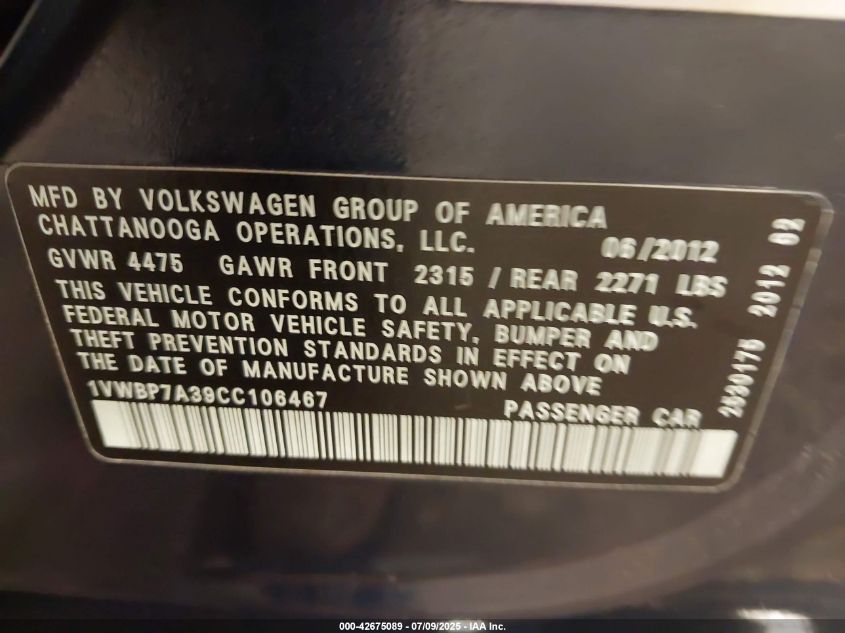 MFD BY VOLKSWAGEN GROUP OF AMERICA
CHATTANOOGA OPERATIONS, LLC. 06/2012
GVWR 4475 GAWR FRONT 2315 / REAR 2271 LBS
THIS VEHICLE CONFORMS TO ALL APPLICABLE U.S.
FEDERAL MOTOR VEHICLE SAFETY, BUMPER AND
THEFT PREVENTION STANDARDS IN EFFECT ON
THE DATE OF MANUFACTURE SHOWN ABOVE
1VWBP7A39CC106467 PASSENGER CAR
2590175 2012 02
000-42675089 - 07/09/2025 - IAA Inc.